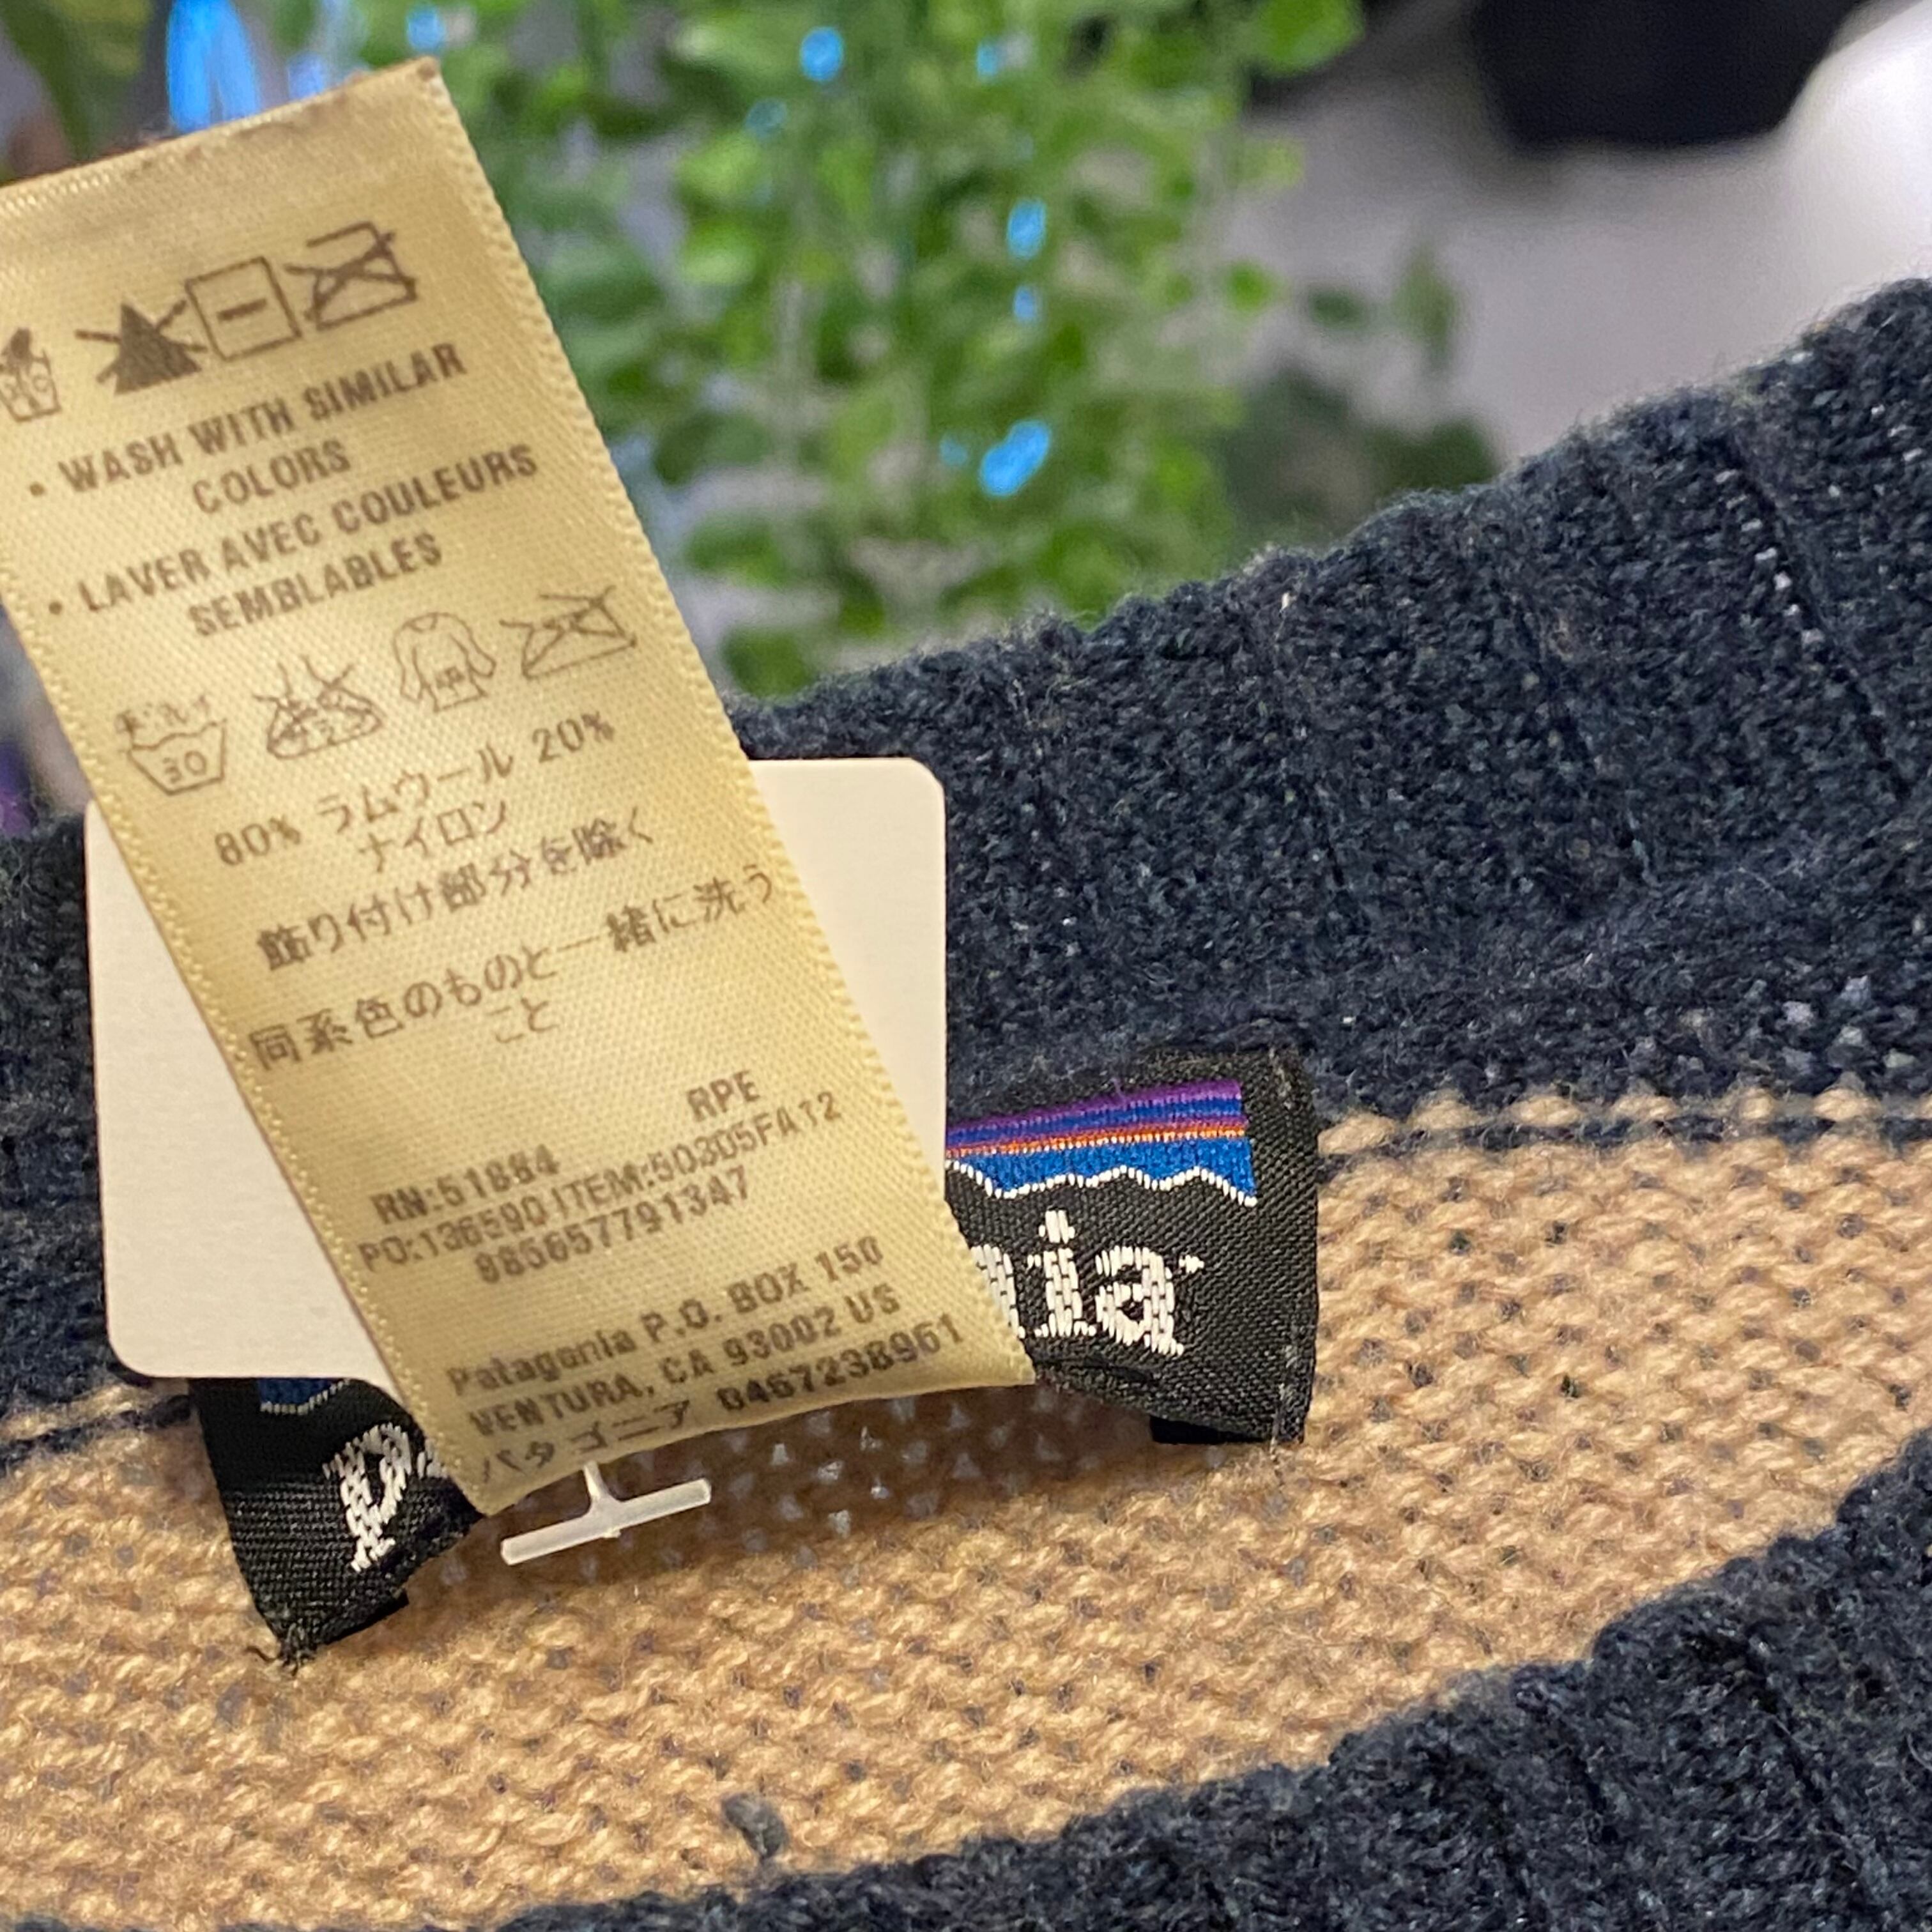 • WASH WITH SIMILAR
COLORS
• LAVER AVEC COULEURS
SEMBLABLES
30
80% ラムウール 20%
ナイロン
飾り付け部分を除く
同系色のものと一緒に洗う
こと
RPE
RN:51884
PO:136590 ITEM:50305FA12
885657791347
Patagonia P.O. BOX 150
VENTURA, CA 93002 US
パタゴニア 0467238961